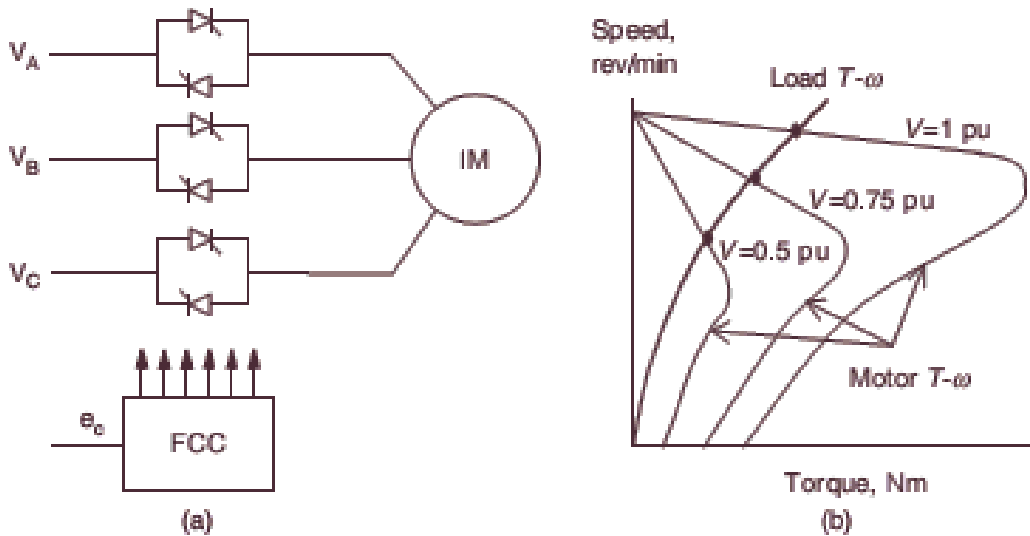 V_A
V_B
V_C
IM
e_c
FCC
(a)
Speed,
rev/min
Load T-ω
V=1 pu
V=0.75 pu
V=0.5 pu
Motor T-ω
Torque, Nm
(b)